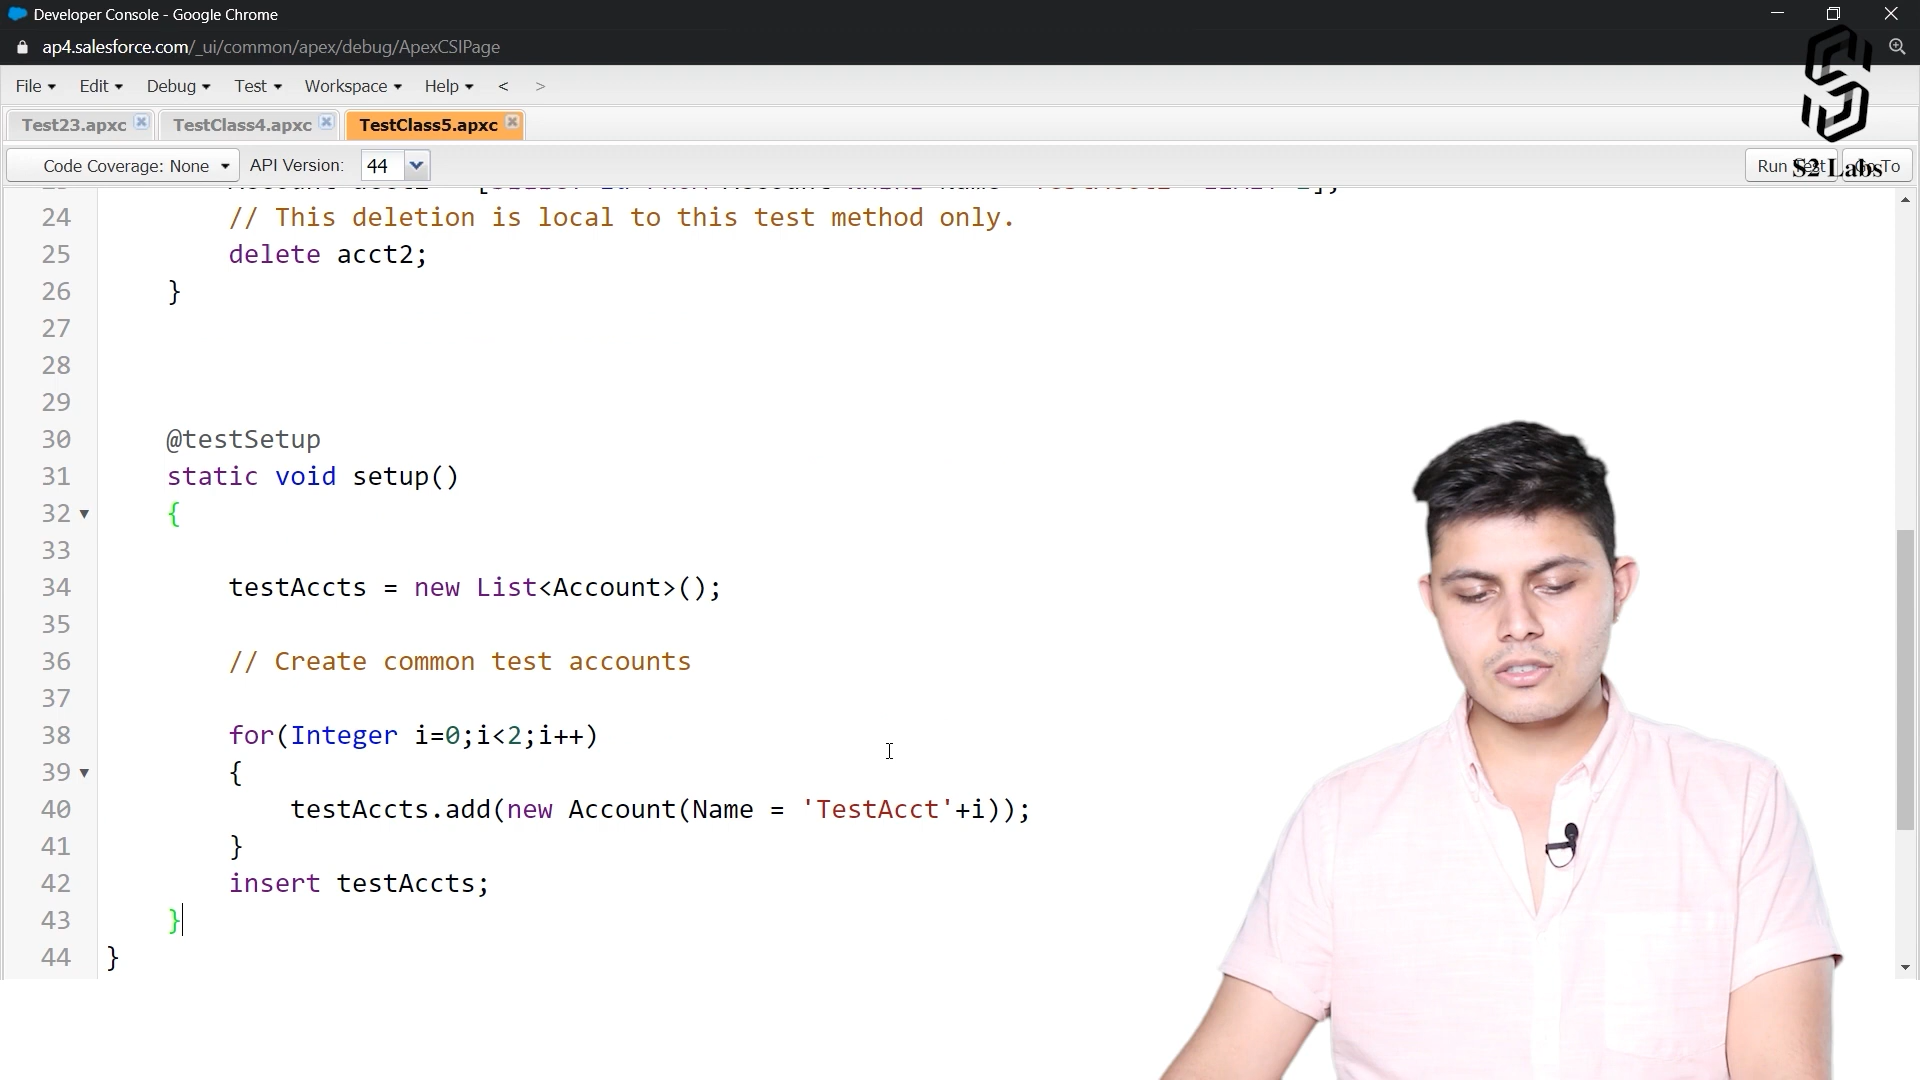 Developer Console - Google Chrome
ap4.salesforce.com/_ui/common/apex/debug/ApexCSIPage
File Edit Debug Test Workspace Help < >
Test23.apxc TestClass4.apxc TestClass5.apxc
Code Coverage: None API Version: 44 Run Test Go To
S2 Labs
24 // This deletion is local to this test method only.
25 delete acct2;
26 }
27
28
29
30 @testSetup
31 static void setup()
32 {
33
34 testAccts = new List<Account>();
35
36 // Create common test accounts
37
38 for(Integer i=0;i<2;i++)
39 {
40 testAccts.add(new Account(Name = 'TestAcct'+i));
41 }
42 insert testAccts;
43 }
44 }